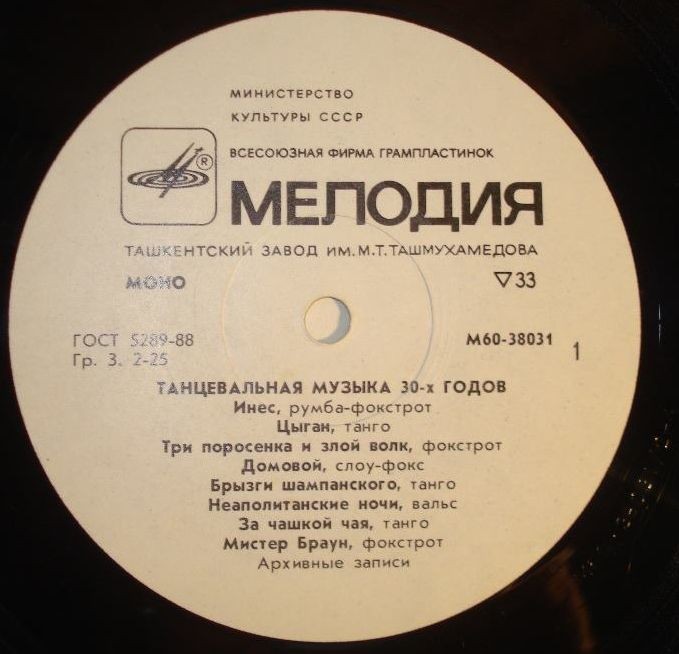 МИНИСТЕРСТВО
КУЛЬТУРЫ СССР
ВСЕСОЮЗНАЯ ФИРМА ГРАМПЛАСТИНОК
®
МЕЛОДИЯ
ТАШКЕНТСКИЙ ЗАВОД ИМ.М.Т.ТАШМУХАМЕДОВА
МОНО
▽33
ГОСТ 5289-88
Гр. 3. 2-25
М60-38031
1
ТАНЦЕВАЛЬНАЯ МУЗЫКА 30-х ГОДОВ
Инес, румба-фокстрот
Цыган, танго
Три поросенка и злой волк, фокстрот
Домовой, слоу-фокс
Брызги шампанского, танго
Неаполитанские ночи, вальс
За чашкой чая, танго
Мистер Браун, фокстрот
Архивные записи